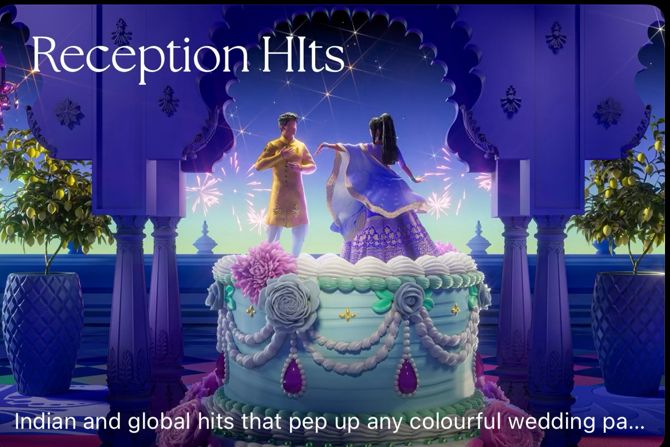 Reception HIts
Indian and global hits that pep up any colourful wedding pa...